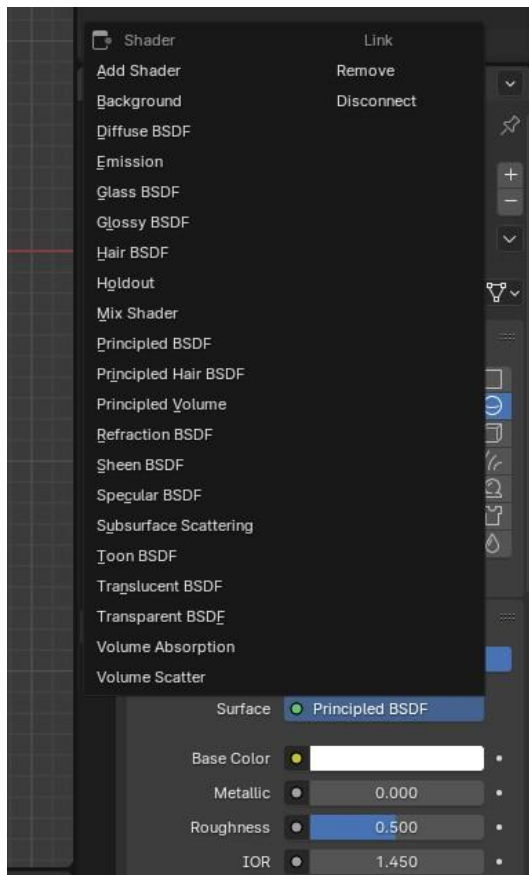 Shader Link
Add Shader Remove
Background Disconnect
Diffuse BSDF
Emission
Glass BSDF
Glossy BSDF
Hair BSDF
Holdout
Mix Shader
Principled BSDF
Principled Hair BSDF
Principled Volume
Refraction BSDF
Sheen BSDF
Specular BSDF
Subsurface Scattering
Toon BSDF
Translucent BSDF
Transparent BSDF
Volume Absorption
Volume Scatter
Surface Principled BSDF
Base Color
Metallic 0.000
Roughness 0.500
IOR 1.450